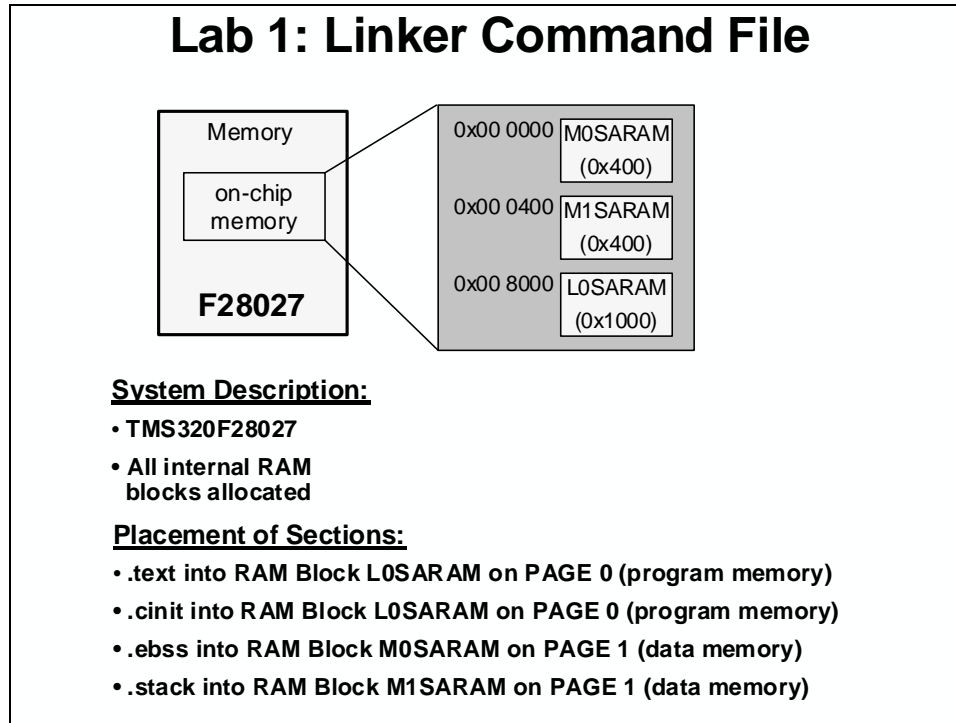 Lab 1: Linker Command File
Memory
on-chip
memory
F28027
0x00 0000
M0SARAM
(0x400)
0x00 0400
M1SARAM
(0x400)
0x00 8000
L0SARAM
(0x1000)
System Description:
• TMS320F28027
• All internal RAM
blocks allocated
Placement of Sections:
• .text into RAM Block L0SARAM on PAGE 0 (program memory)
• .cinit into RAM Block L0SARAM on PAGE 0 (program memory)
• .ebss into RAM Block M0SARAM on PAGE 1 (data memory)
• .stack into RAM Block M1SARAM on PAGE 1 (data memory)